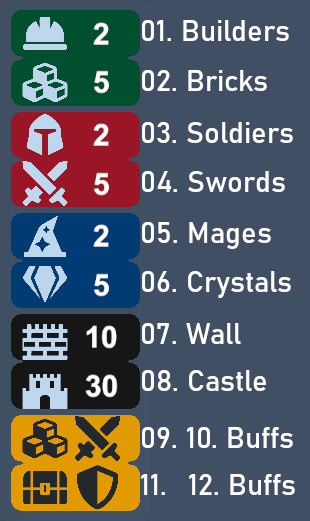 2 01. Builders
5 02. Bricks
2 03. Soldiers
5 04. Swords
2 05. Mages
5 06. Crystals
10 07. Wall
30 08. Castle
09. 10. Buffs
11. 12. Buffs